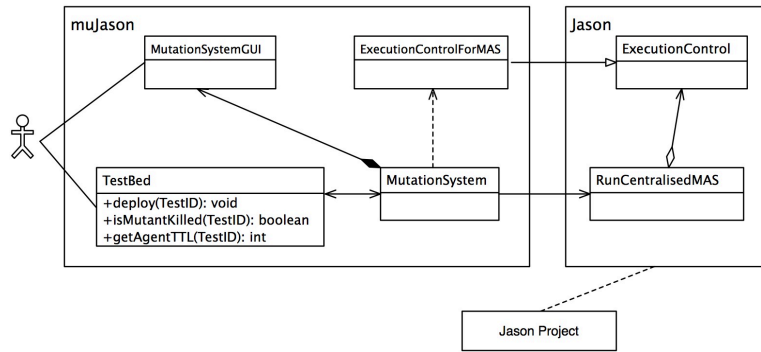 muJason
Jason
MutationSystemGUI
ExecutionControlForMAS
ExecutionControl
TestBed
+deploy(TestID): void
+isMutantKilled(TestID): boolean
+getAgentTTL(TestID): int
MutationSystem
RunCentralisedMAS
Jason Project